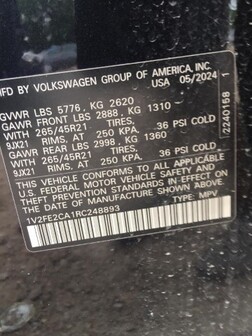 MFD BY VOLKSWAGEN GROUP OF AMERICA, INC.
USA 05/2024
GVWR LBS 5776, KG 2620
GAWR FRONT LBS 2888, KG 1310
WITH 265/45R21 TIRES,
9JX21 RIMS, AT 250 KPA, 36 PSI COLD
GAWR REAR LBS 2998, KG 1360
WITH 265/45R21 TIRES,
9JX21 RIMS, AT 250 KPA, 36 PSI COLD
THIS VEHICLE CONFORMS TO ALL APPLICABLE
U.S. FEDERAL MOTOR VEHICLE SAFETY AND
THEFT PREVENTION STANDARDS IN EFFECT ON
THE DATE OF MANUFACTURE SHOWN ABOVE
1V2FE2CA1RC248893 TYPE: MPV
2240158 1